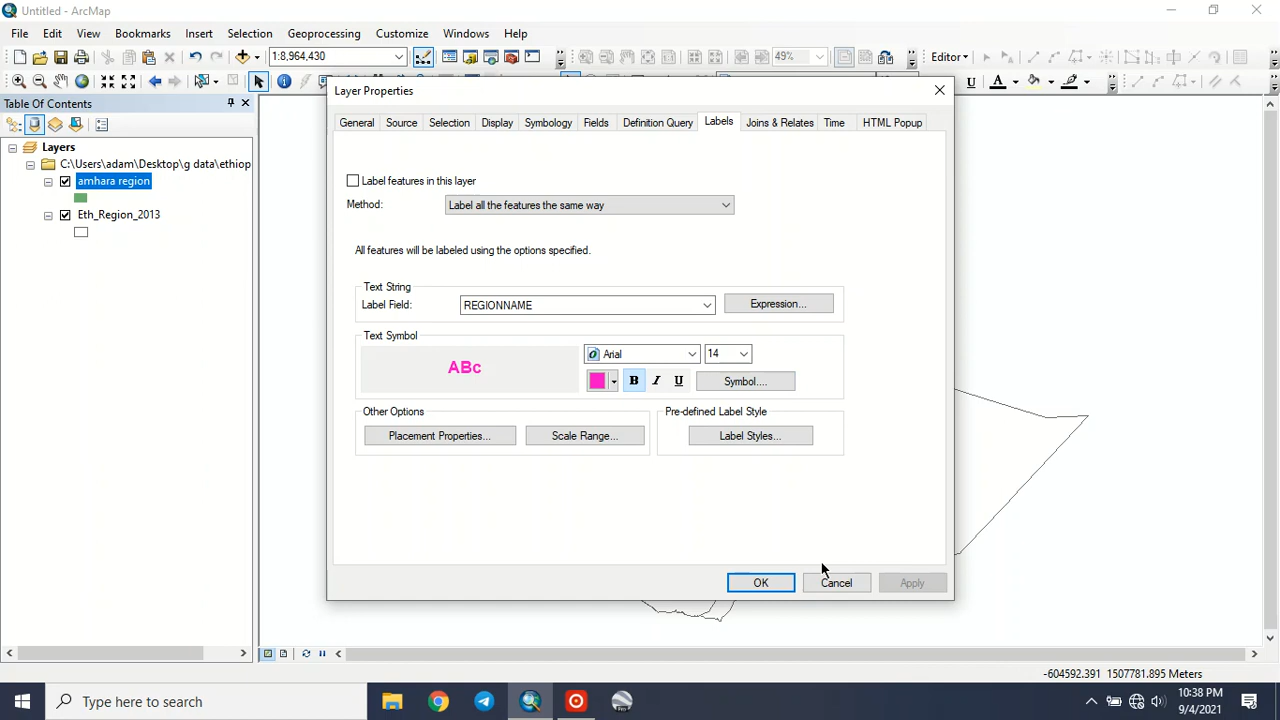 Untitled - ArcMap
File Edit View Bookmarks Insert Selection Geoprocessing Customize Windows Help
1:8,964,430 49% Editor
Table Of Contents
Layers
C:\Users\adam\Desktop\g data\ethiop
amhara region
Eth_Region_2013
Layer Properties
General Source Selection Display Symbology Fields Definition Query Labels Joins & Relates Time HTML Popup
Label features in this layer
Method: Label all the features the same way
All features will be labeled using the options specified.
Text String
Label Field: REGIONNAME Expression...
Text Symbol
ABc Arial 14
B I U Symbol....
Other Options Pre-defined Label Style
Placement Properties... Scale Range... Label Styles...
OK Cancel Apply
-604592.391 1507781.895 Meters
Type here to search
10:38 PM
9/4/2021